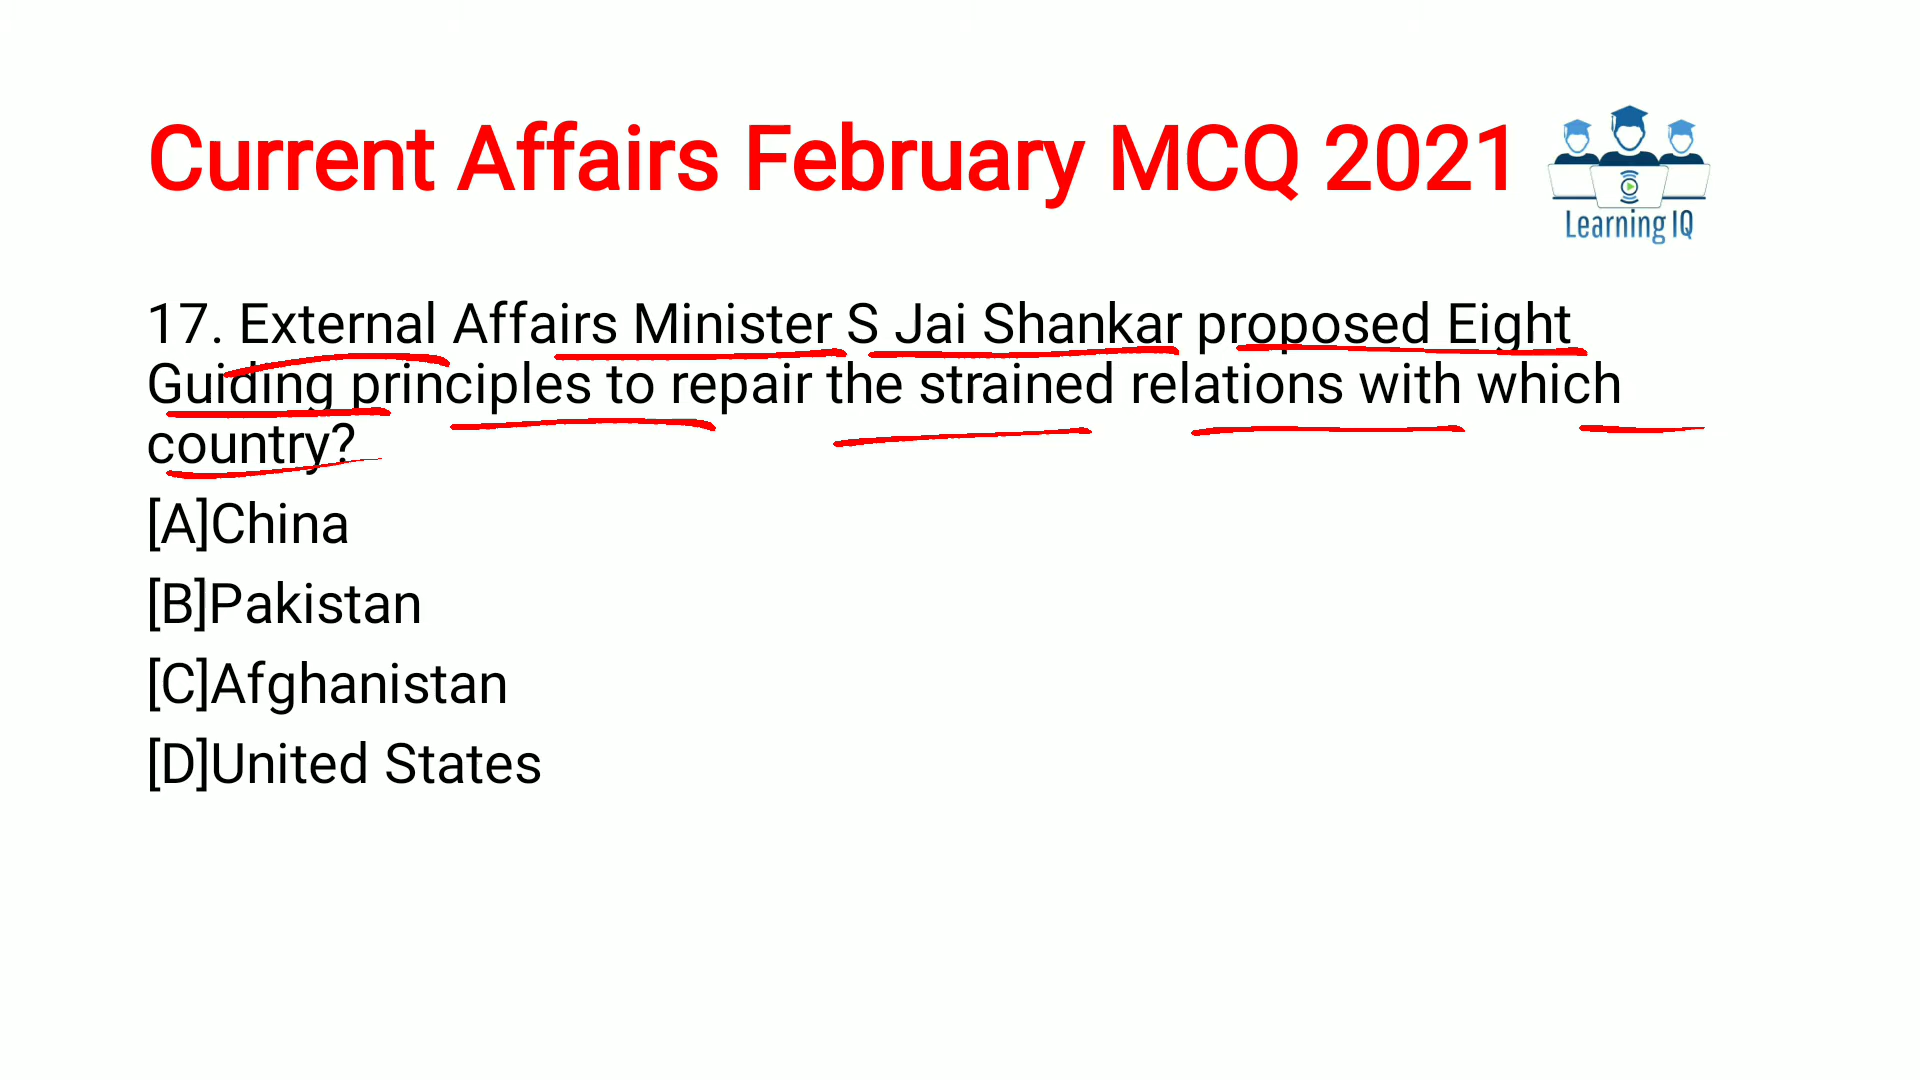 Current Affairs February MCQ 2021
Learning IQ
17. External Affairs Minister S Jai Shankar proposed Eight
Guiding principles to repair the strained relations with which
country?
[A]China
[B]Pakistan
[C]Afghanistan
[D]United States